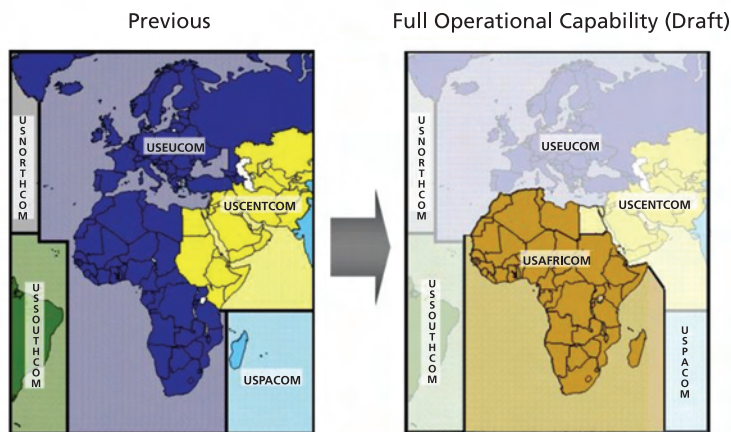 Previous
USNORTHCOM
USEUCOM
USCENTCOM
USSOUTHCOM
USPACOM
Full Operational Capability (Draft)
USNORTHCOM
USEUCOM
USCENTCOM
USAFRICOM
USSOUTHCOM
USPACOM